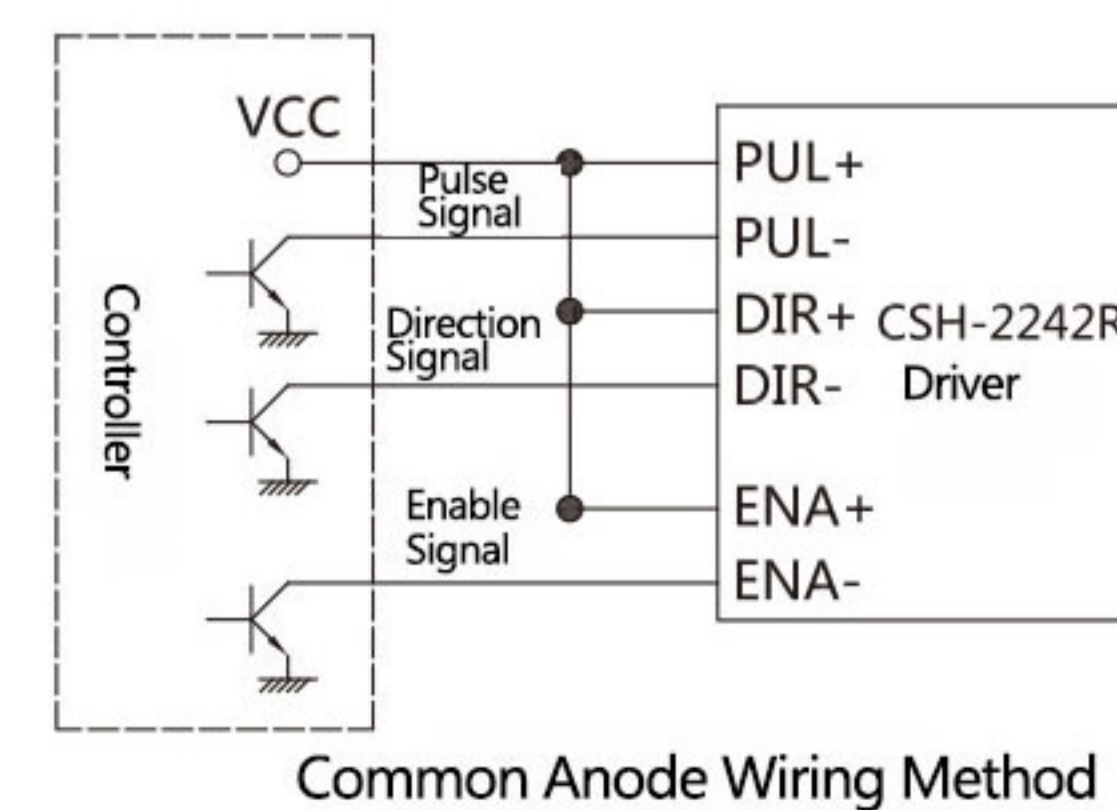 VCC
Pulse
Signal
PUL+
PUL-
Controller
Direction
Signal
DIR+
CSH-2242R
DIR-
Driver
Enable
Signal
ENA+
ENA-
Common Anode Wiring Method